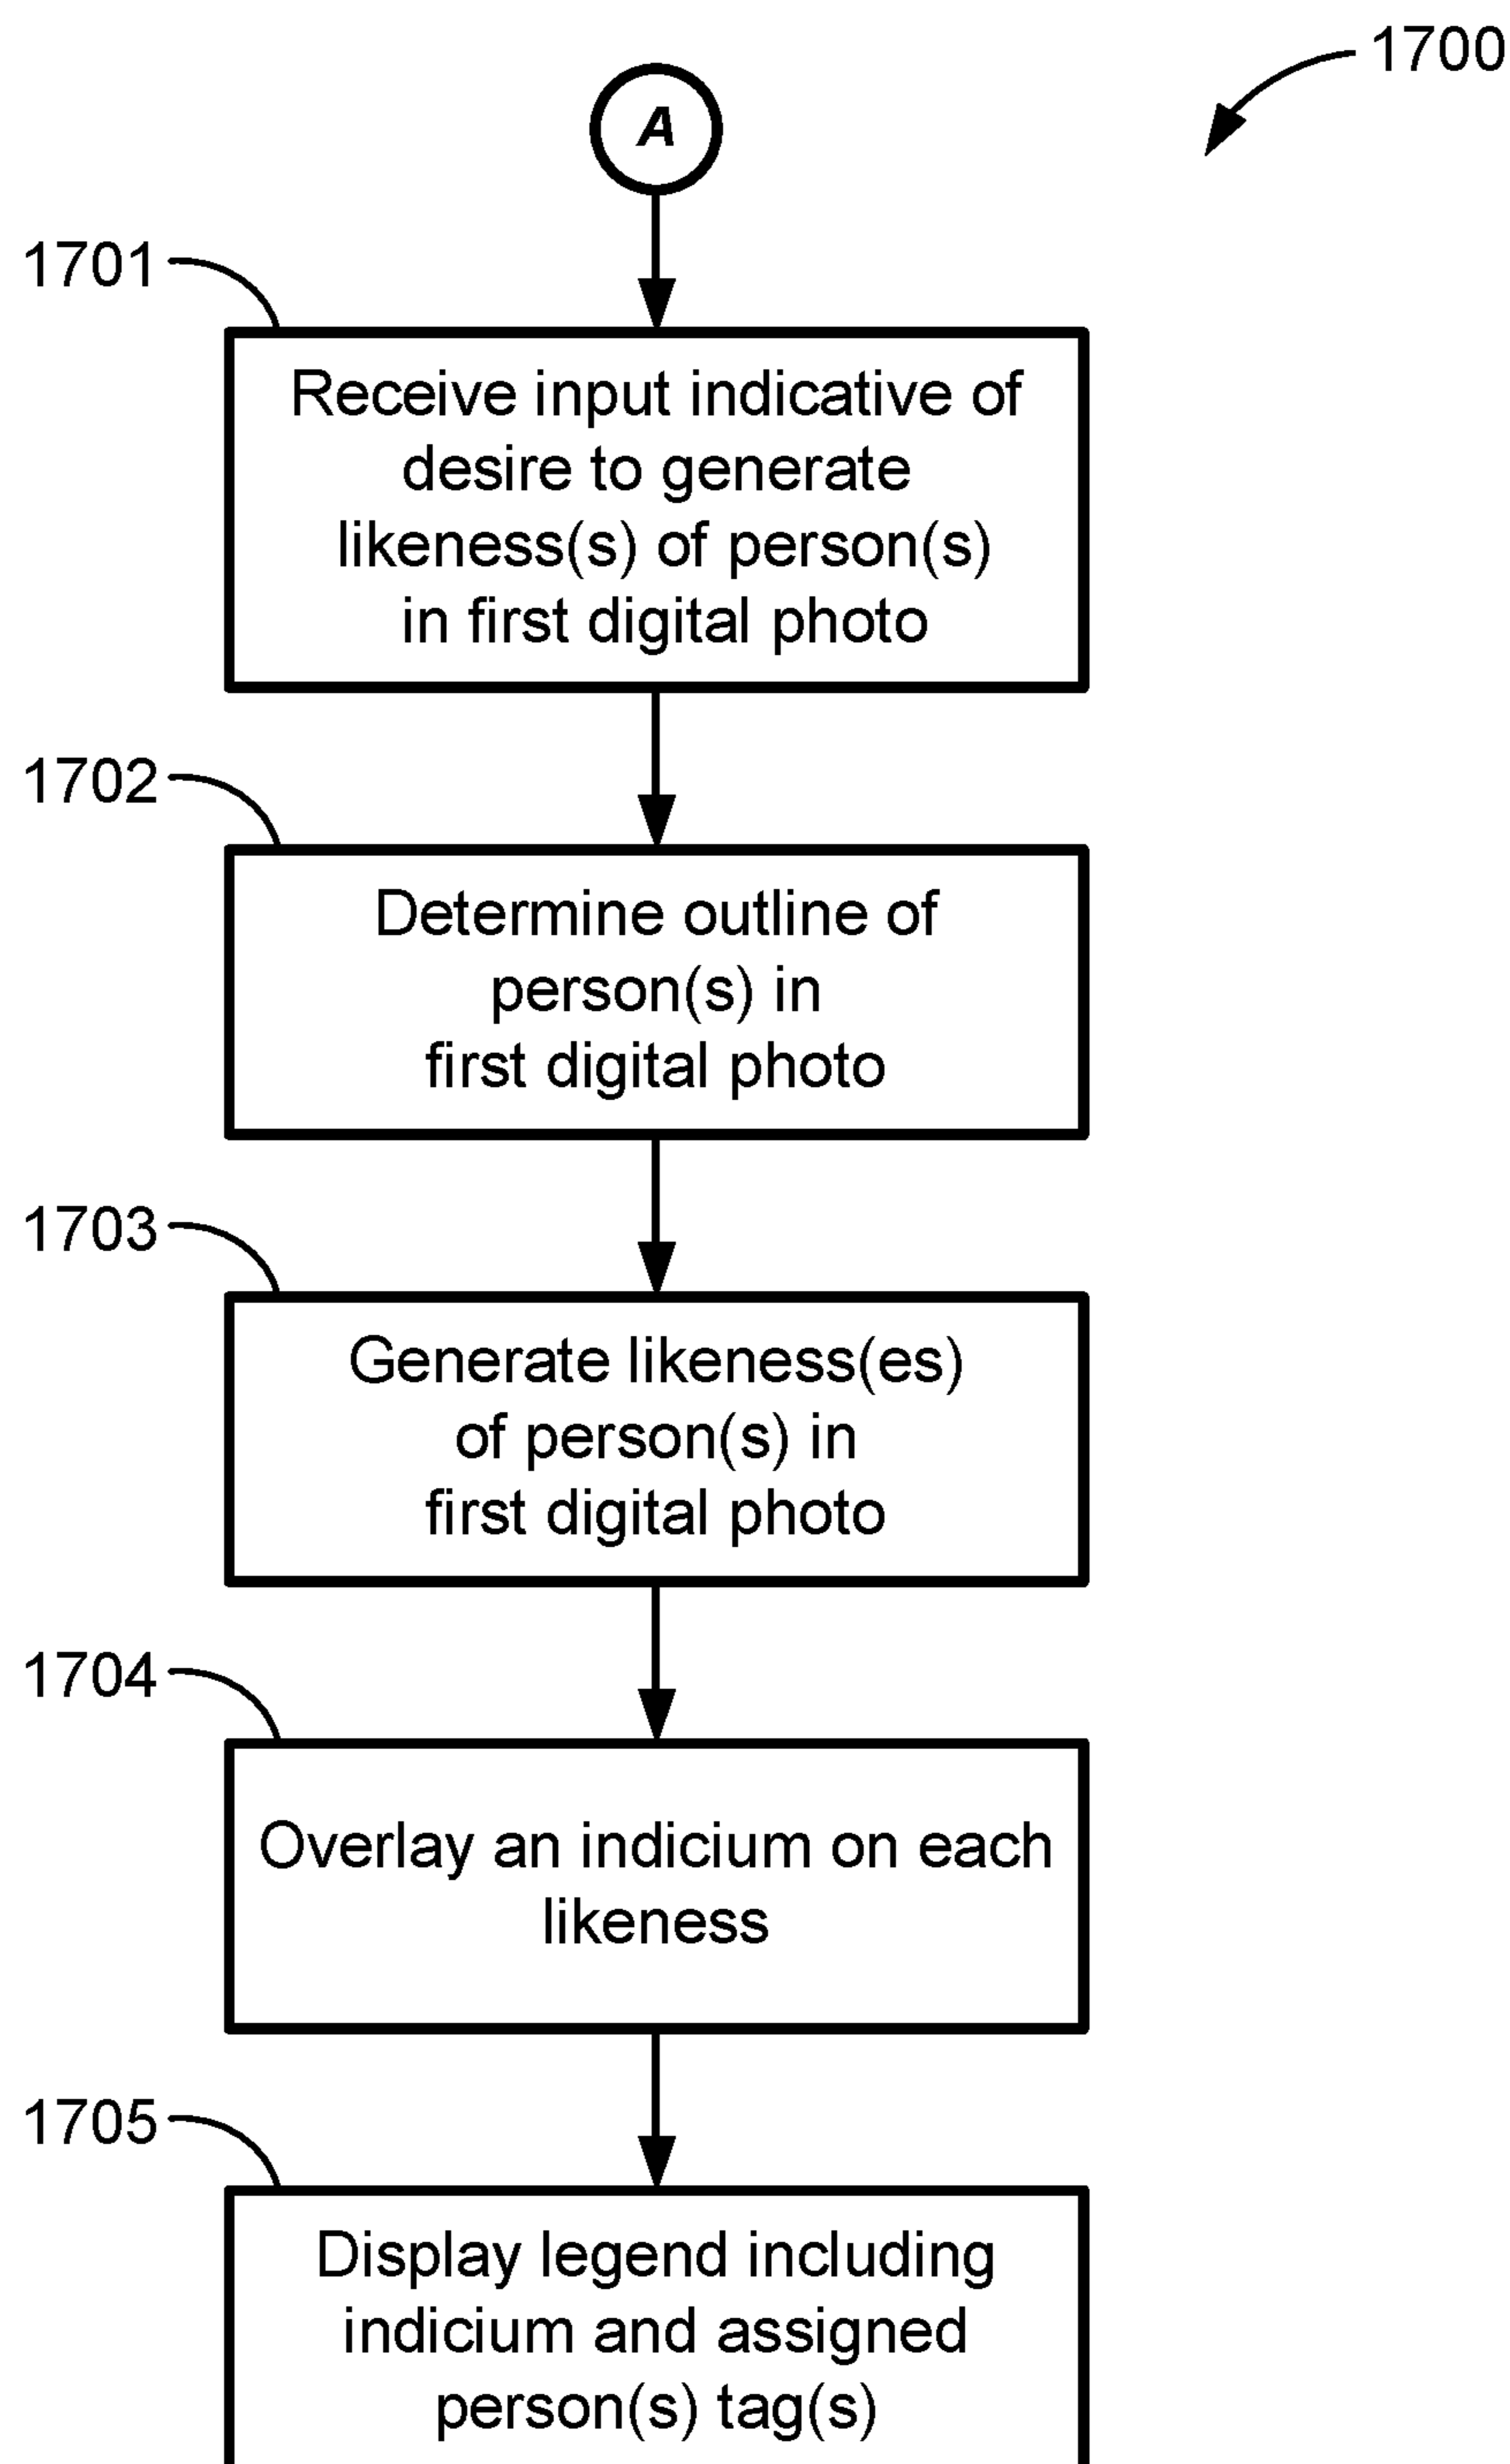 1700
A
1701
Receive input indicative of
desire to generate
likeness(s) of person(s)
in first digital photo
1702
Determine outline of
person(s) in
first digital photo
1703
Generate likeness(es)
of person(s) in
first digital photo
1704
Overlay an indicium on each
likeness
1705
Display legend including
indicium and assigned
person(s) tag(s)